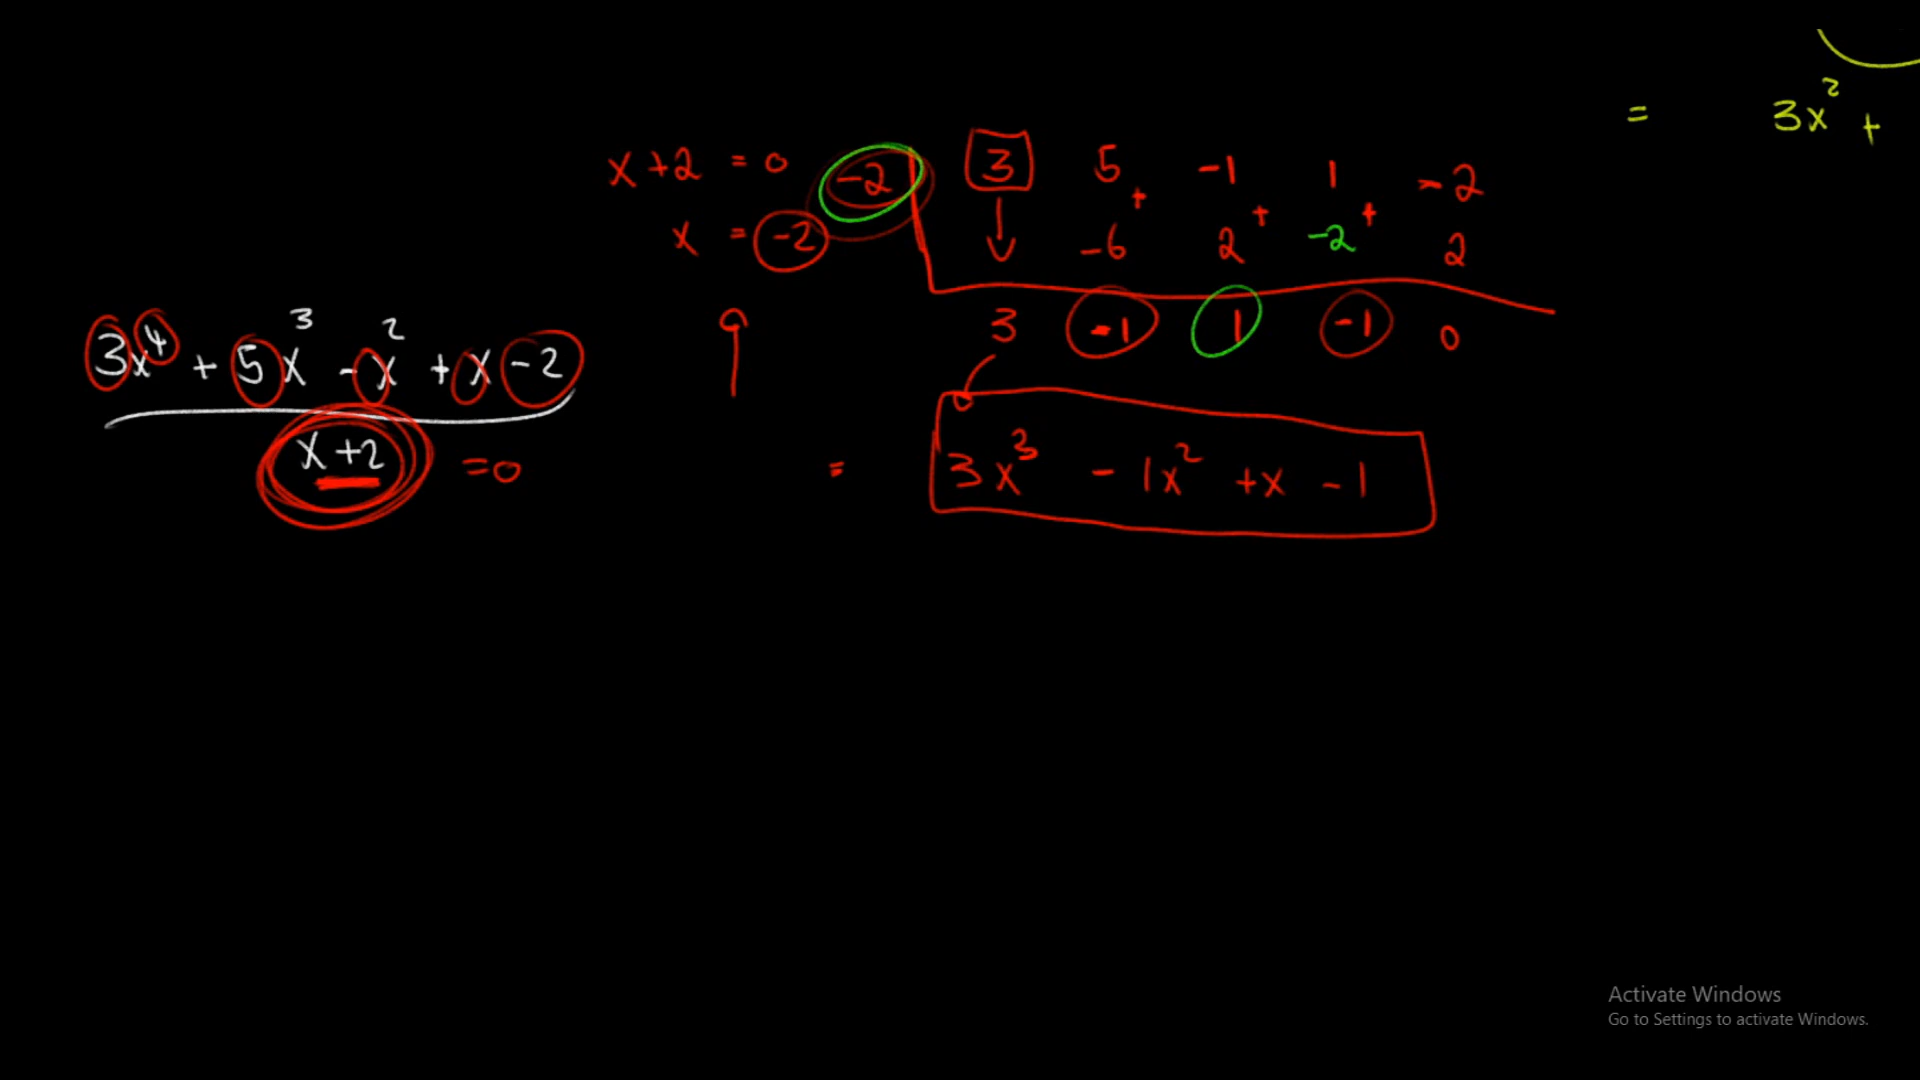 = 3x² +
x + 2 = 0 -2 3 5 -1 1 -2
+ + +
x = -2 -6 2 -2 2
3 -1 1 -1 0
3x⁴ + 5x³ - x² + x - 2
x + 2 = 0
= 3x³ - 1x² + x - 1
Activate Windows
Go to Settings to activate Windows.